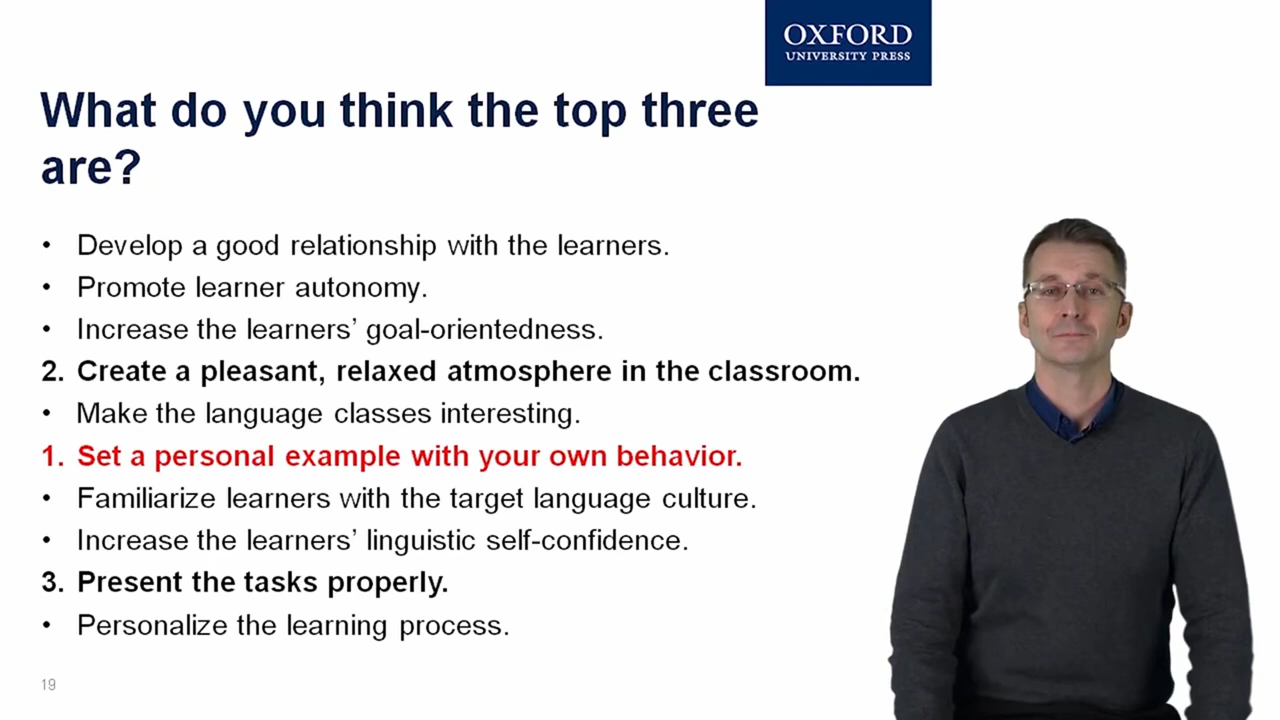 OXFORD
UNIVERSITY PRESS
What do you think the top three
are?
• Develop a good relationship with the learners.
• Promote learner autonomy.
• Increase the learners’ goal-orientedness.
2. Create a pleasant, relaxed atmosphere in the classroom.
• Make the language classes interesting.
1. Set a personal example with your own behavior.
• Familiarize learners with the target language culture.
• Increase the learners’ linguistic self-confidence.
3. Present the tasks properly.
• Personalize the learning process.
19